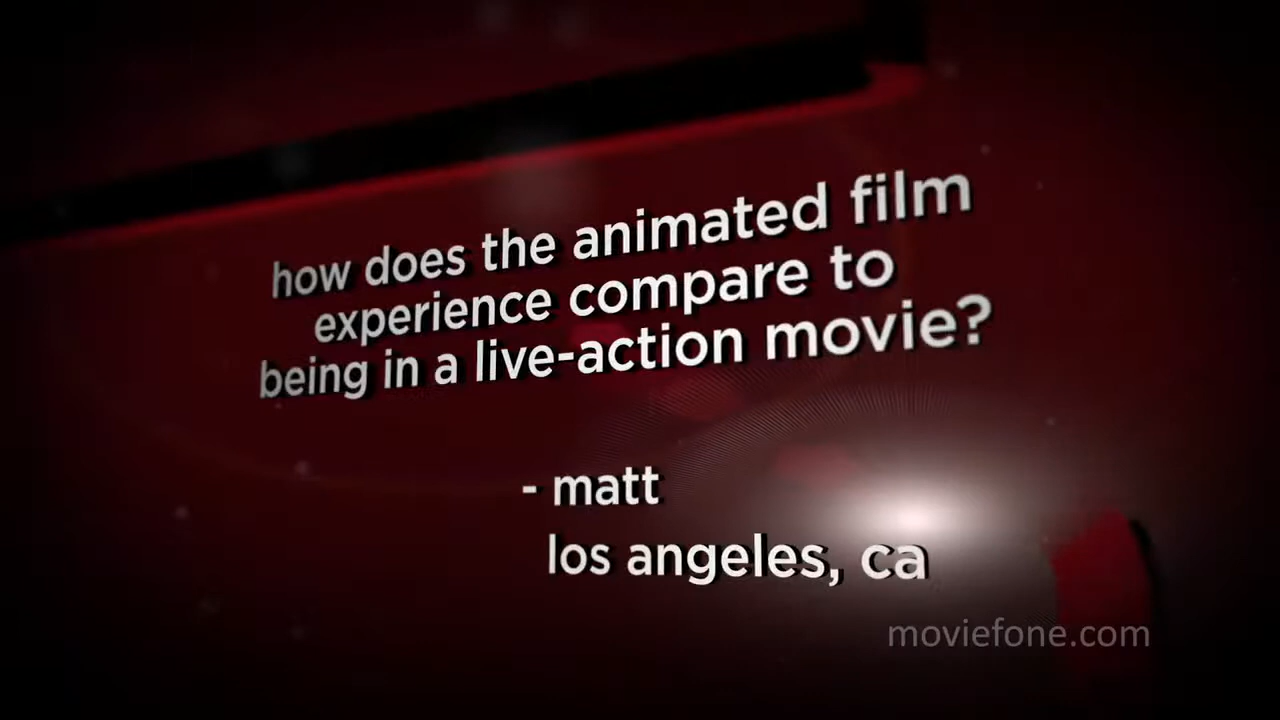 how does the animated film
experience compare to
being in a live-action movie?
- matt
los angeles, ca
moviefone.com